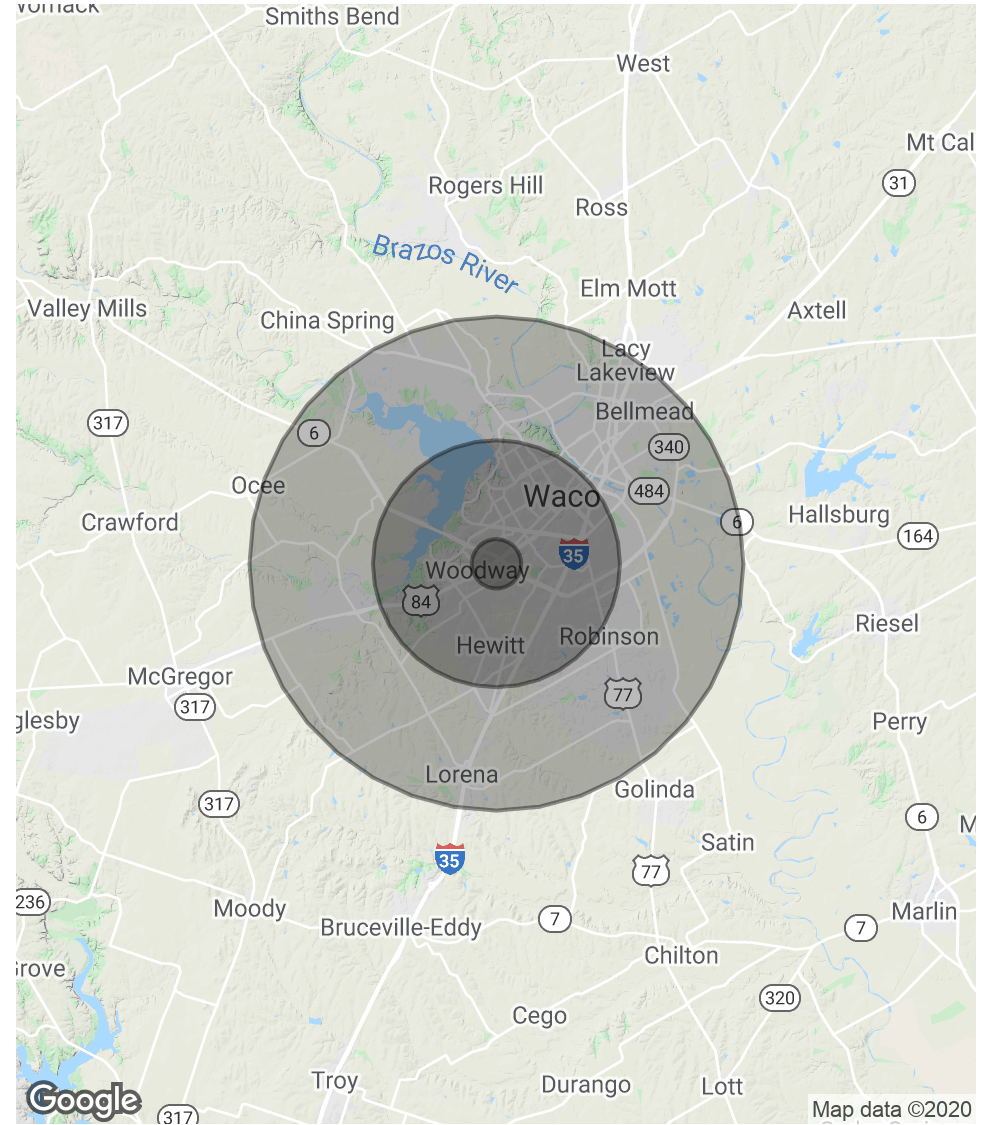 Smiths Bend
West
Mt Cal
31
Rogers Hill
Ross
Brazos River
Elm Mott
Valley Mills
Axtell
China Spring
Lacy
Lakeview
Bellmead
317
6
340
Ocee
484
Waco
Crawford
6
Hallsburg
164
35
Woodway
84
Riesel
Robinson
Hewitt
McGregor
77
317
glesby
Perry
Lorena
Golinda
317
6
M
Satin
35
77
236
Moody
Marlin
7
Bruceville-Eddy
7
Chilton
Grove
320
Cego
Troy
Durango
Lott
Google
Map data ©2020
317